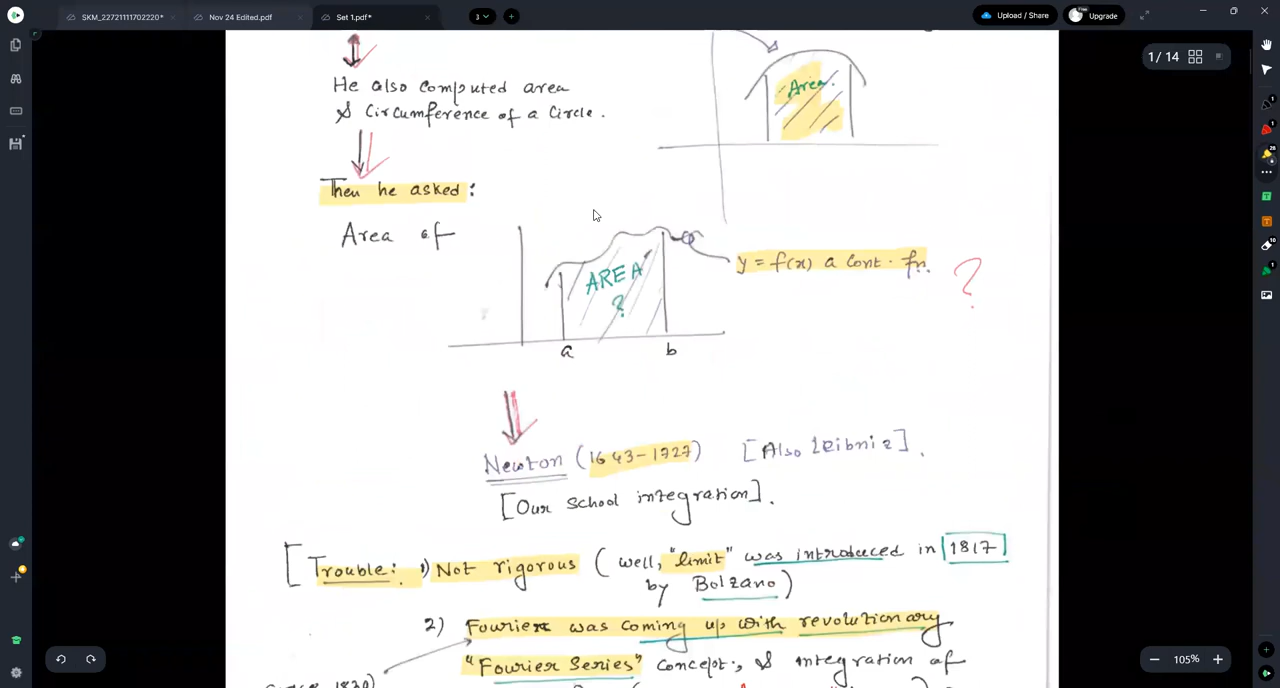 SKM_22721111702220*
Nov 24 Edited.pdf
Set 1.pdf*
3
Upload / Share
Free
Upgrade
1 / 14
He also computed area
& Circumference of a Circle.
Area.
Then he asked:
Area of
AREA
?
y = f(x) a cont. fn.
?
a
b
Newton (1643-1727) [Also Leibniz].
[Our school integration].
[Trouble: 1) Not rigorous (well, "limit" was introduced in 1817
by Bolzano)
2) Fourier was coming up with revolutionary
"Fourier Series" concept, & integration of
105%